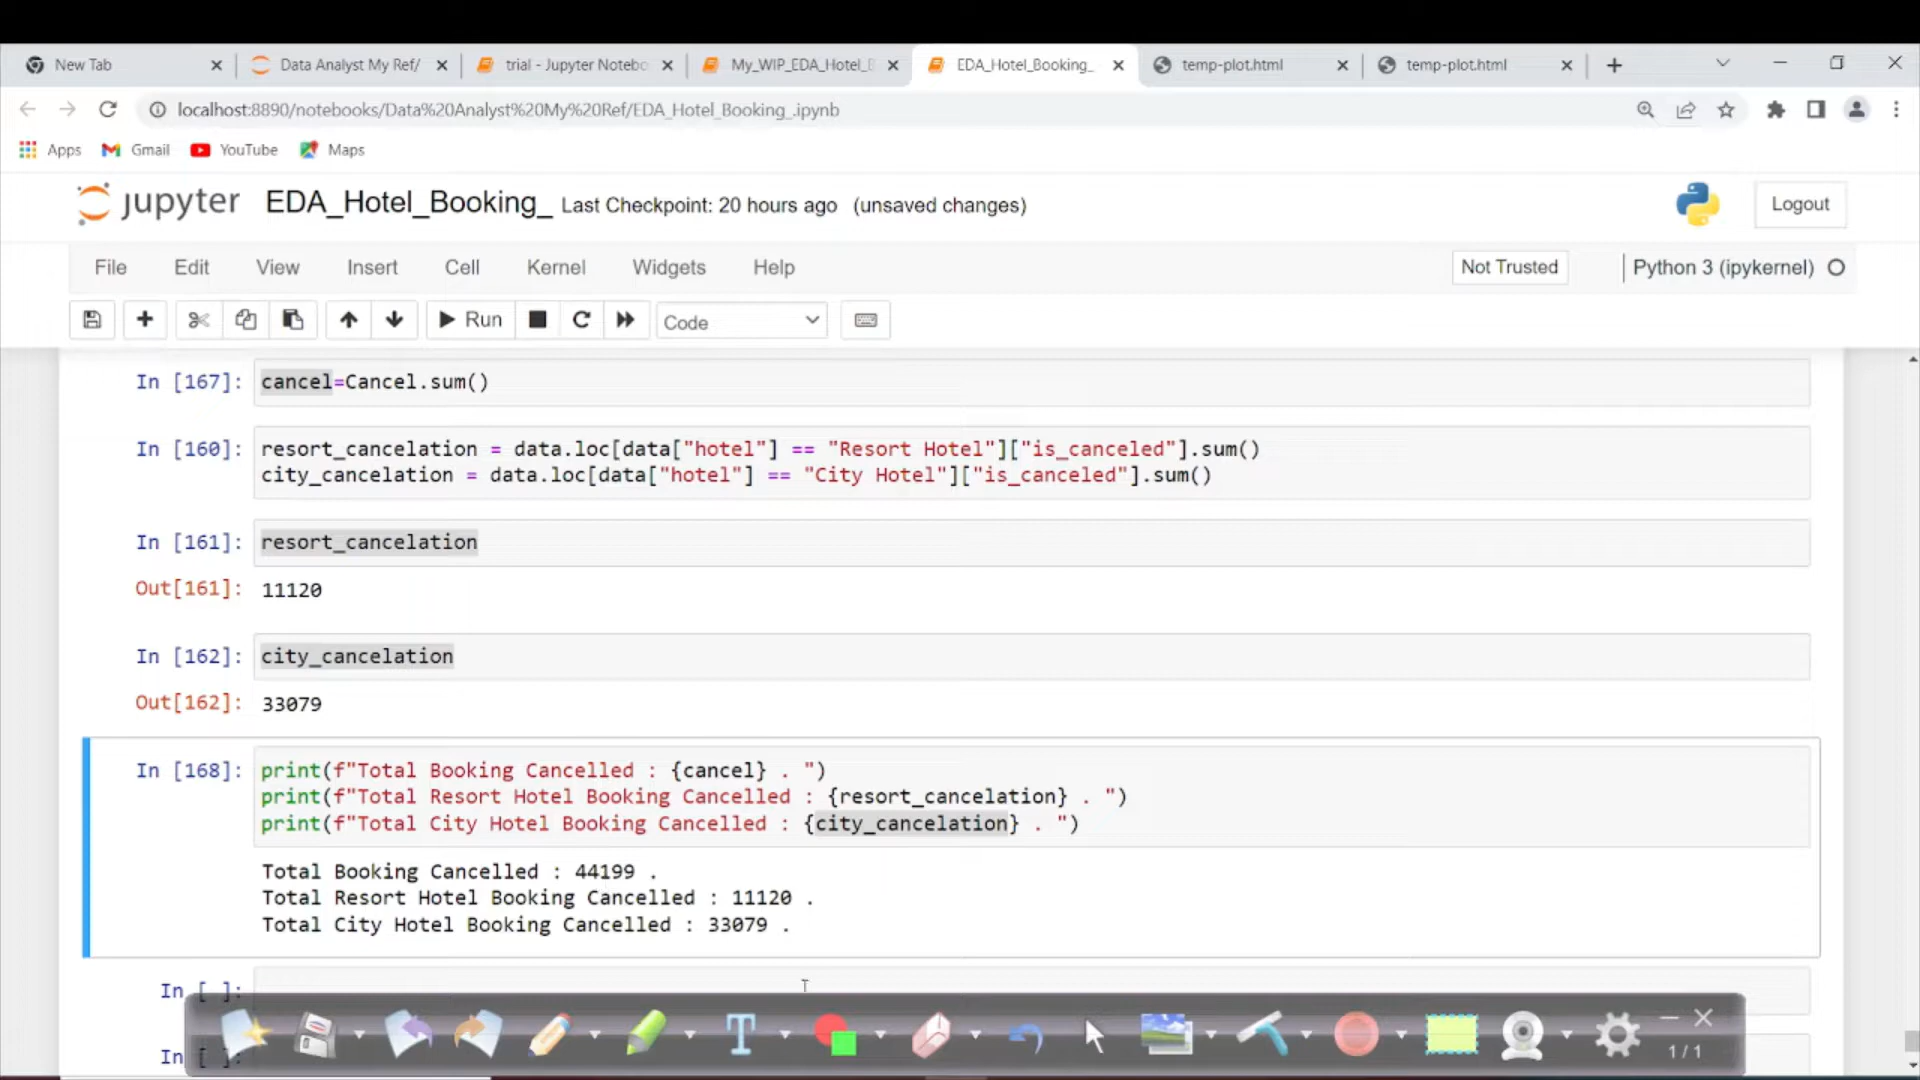 New Tab
Data Analyst My Ref/
trial - Jupyter Notebo
My_WIP_EDA_Hotel_B
EDA_Hotel_Booking_
temp-plot.html
temp-plot.html
localhost:8890/notebooks/Data%20Analyst%20My%20Ref/EDA_Hotel_Booking_.ipynb
Apps
Gmail
YouTube
Maps
jupyter
EDA_Hotel_Booking_ Last Checkpoint: 20 hours ago (unsaved changes)
Logout
File
Edit
View
Insert
Cell
Kernel
Widgets
Help
Not Trusted
Python 3 (ipykernel)
Run
Code
In [167]: cancel=Cancel.sum()
In [160]: resort_cancelation = data.loc[data["hotel"] == "Resort Hotel"]["is_canceled"].sum()
city_cancelation = data.loc[data["hotel"] == "City Hotel"]["is_canceled"].sum()
In [161]: resort_cancelation
Out[161]: 11120
In [162]: city_cancelation
Out[162]: 33079
In [168]: print(f"Total Booking Cancelled : {cancel} . ")
print(f"Total Resort Hotel Booking Cancelled : {resort_cancelation} . ")
print(f"Total City Hotel Booking Cancelled : {city_cancelation} . ")
Total Booking Cancelled : 44199 .
Total Resort Hotel Booking Cancelled : 11120 .
Total City Hotel Booking Cancelled : 33079 .
In [ ]:
In [ ]:
T
1/1